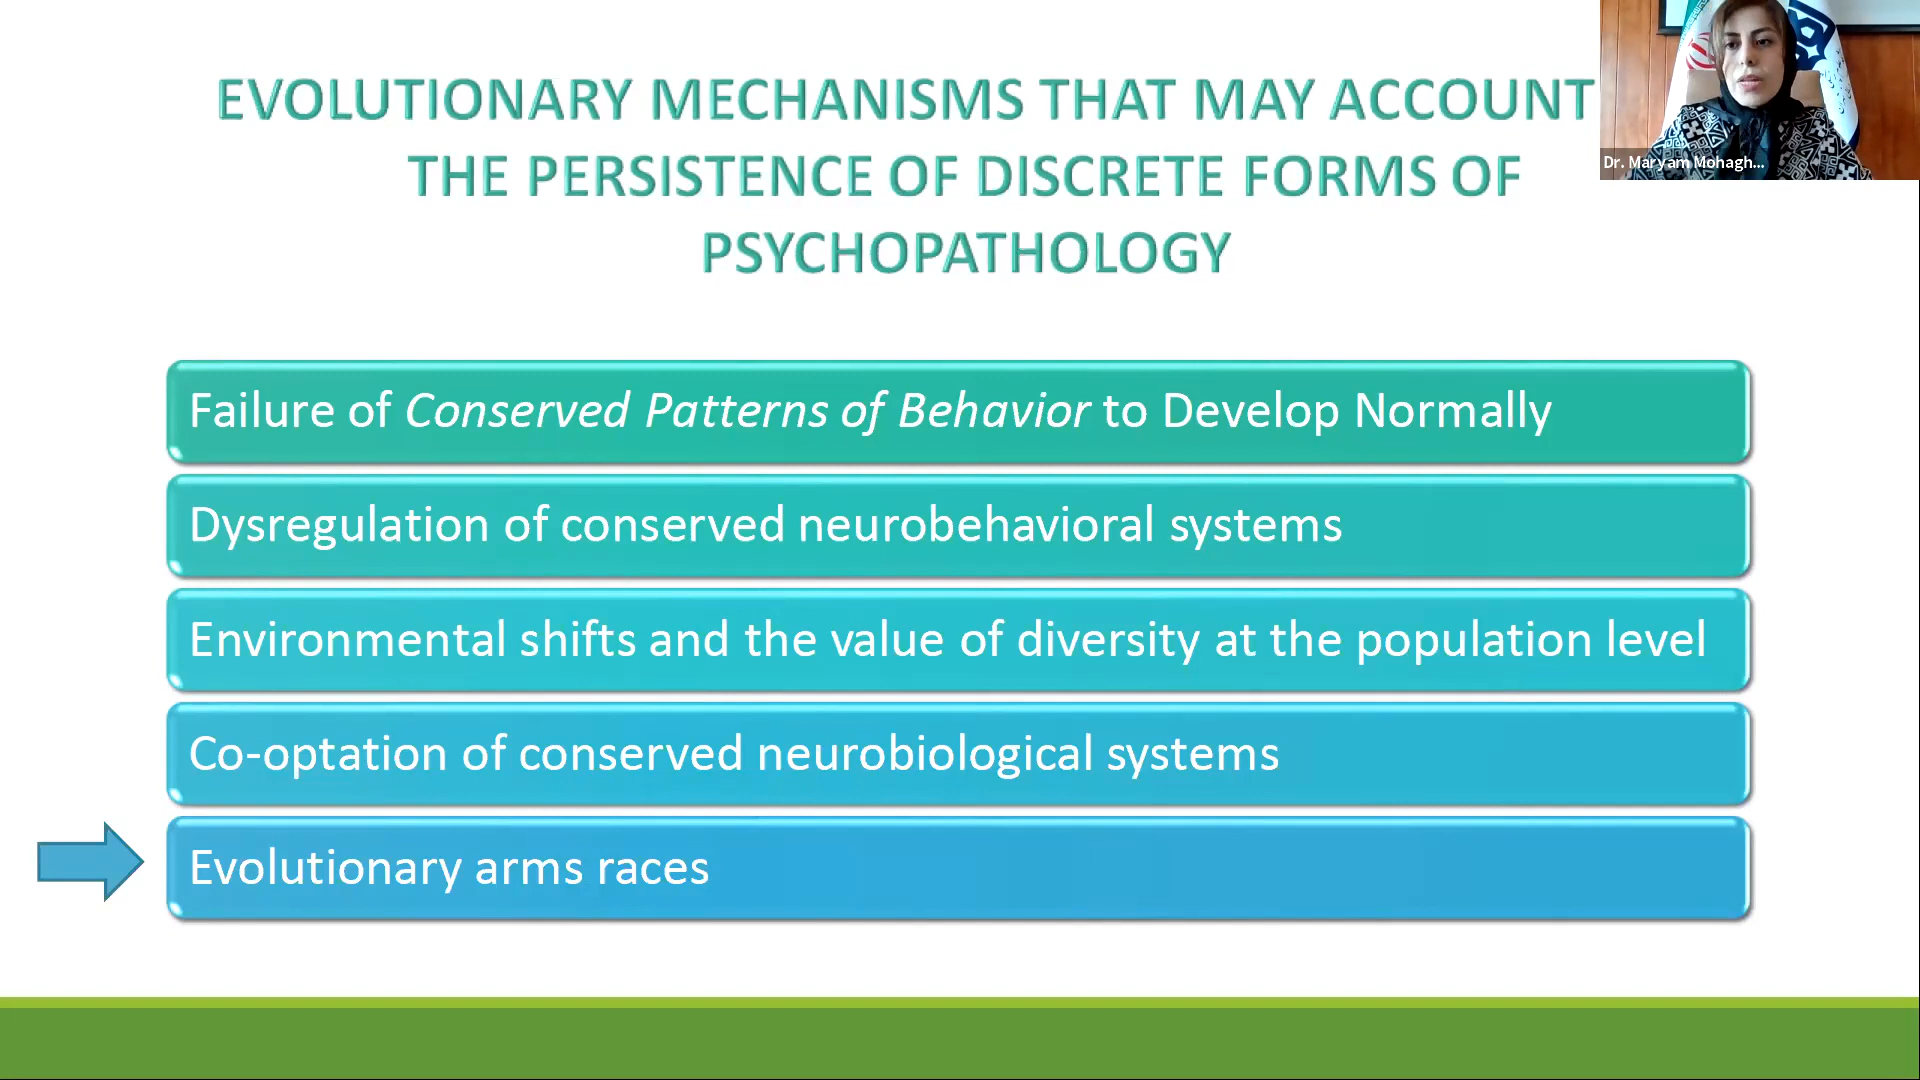 EVOLUTIONARY MECHANISMS THAT MAY ACCOUNT
THE PERSISTENCE OF DISCRETE FORMS OF
PSYCHOPATHOLOGY
Dr. Maryam Mohagh...
Failure of Conserved Patterns of Behavior to Develop Normally
Dysregulation of conserved neurobehavioral systems
Environmental shifts and the value of diversity at the population level
Co-optation of conserved neurobiological systems
Evolutionary arms races